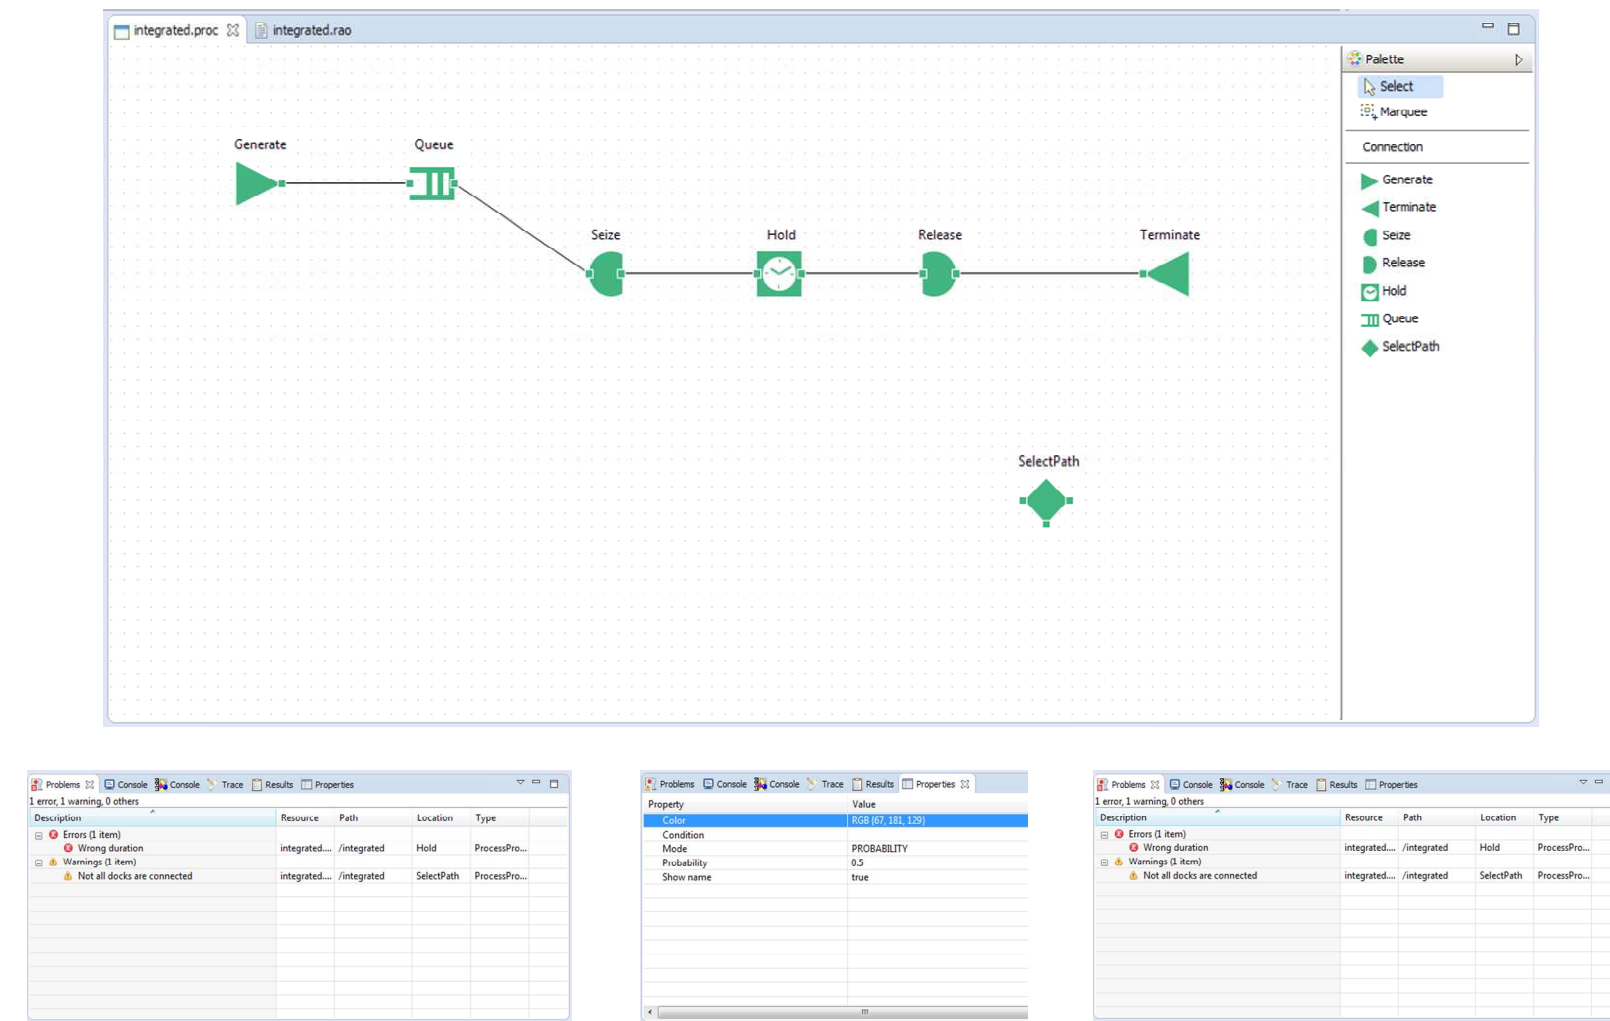 integrated.proc integrated.rao
Palette
Select
Marquee
Connection
Generate
Terminate
Seize
Release
Hold
Queue
SelectPath
Generate Queue
Seize Hold Release Terminate
SelectPath
Problems Console Console Trace Results Properties
1 error, 1 warning, 0 others
Description Resource Path Location Type
Errors (1 item)
Wrong duration integrated.... /integrated Hold ProcessPro...
Warnings (1 item)
Not all docks are connected integrated.... /integrated SelectPath ProcessPro...
Problems Console Console Trace Results Properties
Property Value
Color RGB {67, 181, 129}
Condition
Mode PROBABILITY
Probability 0.5
Show name true
Problems Console Console Trace Results Properties
1 error, 1 warning, 0 others
Description Resource Path Location Type
Errors (1 item)
Wrong duration integrated.... /integrated Hold ProcessPro...
Warnings (1 item)
Not all docks are connected integrated.... /integrated SelectPath ProcessPro...